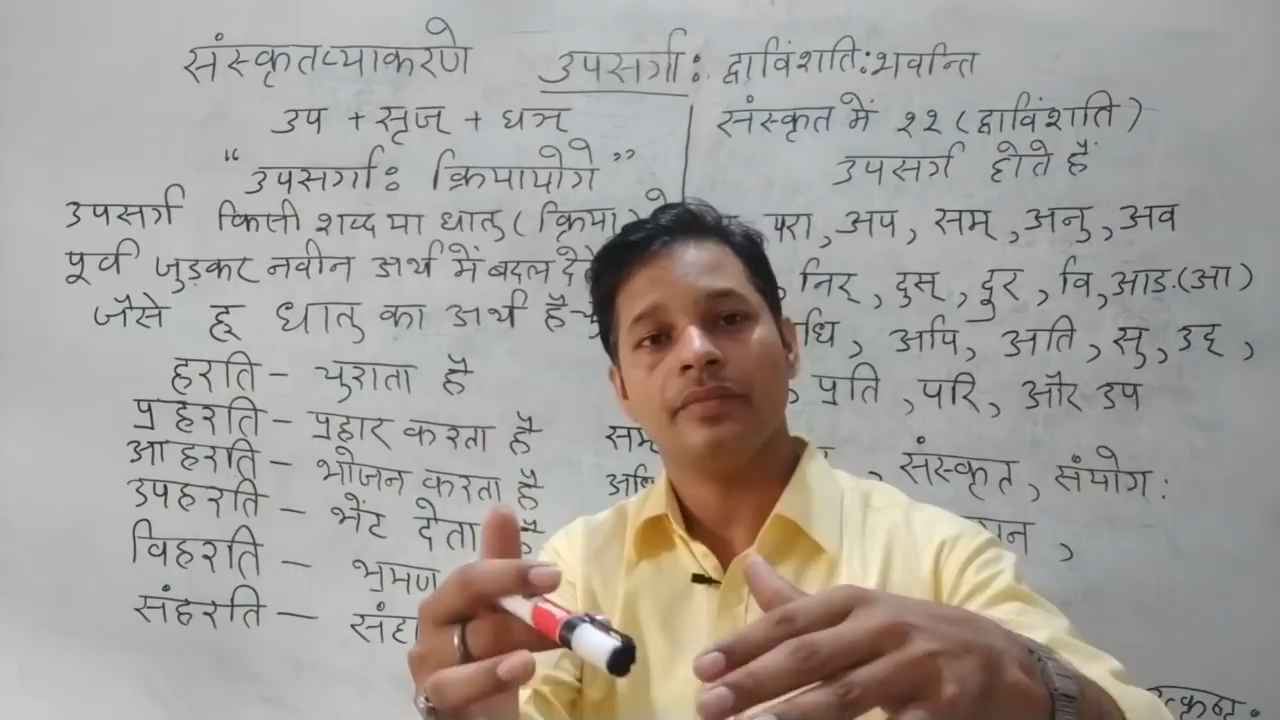 संस्कृतव्याकरणे उपसर्गाः द्वाविंशतिःभवन्ति
उप + सृज् + घञ्
"उपसर्गाः क्रियायोगे"
संस्कृत में २२ (द्वाविंशति)
उपसर्ग होते हैं
उपसर्ग किसी शब्द या धातु (क्रिया) के
पूर्व जुड़कर नवीन अर्थ में बदल देते
जैसे हृ धातु का अर्थ है-
हरति - चुराता है
प्रहरति - प्रहार करता है
आहरति - भोजन करता है
उपहरति - भेंट देता है
विहरति - भ्रमण
संहरति -
परा, अप, सम्, अनु, अव
, निर्, दुस्, दुर, वि, आङ.(आ)
धि, अपि, अति, सु, उद्,
, प्रति, परि, और उप
सम्
, संस्कृत, संयोग: